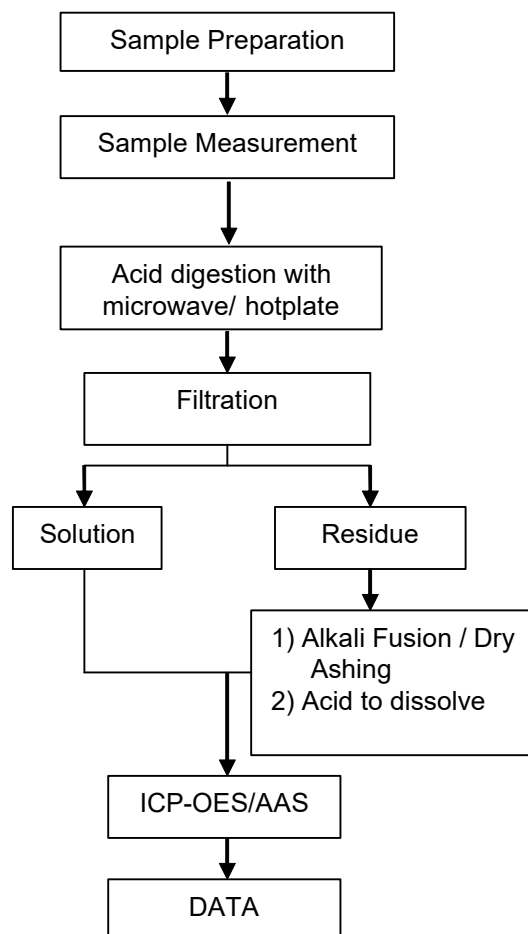 Sample Preparation
Sample Measurement
Acid digestion with
microwave/ hotplate
Filtration
Solution
Residue
1) Alkali Fusion / Dry
Ashing
2) Acid to dissolve
ICP-OES/AAS
DATA